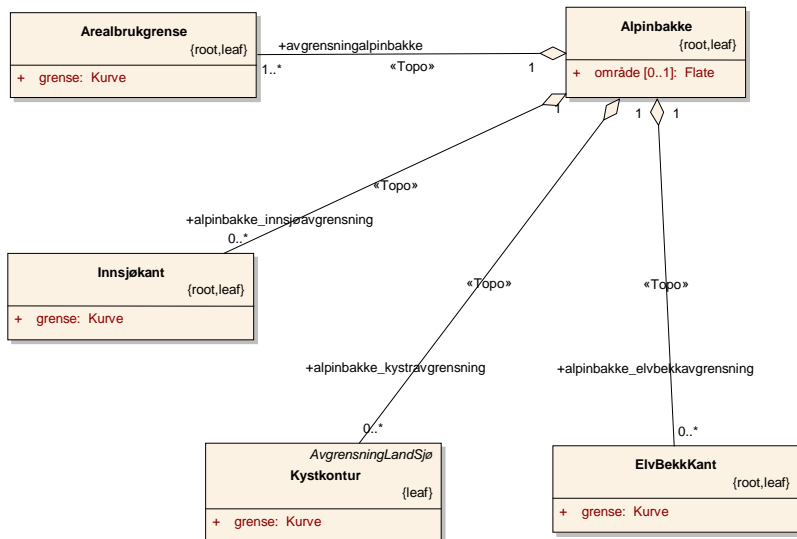 Arealbrukgrense
{root,leaf}
+ grense: Kurve
Alpinbakke
{root,leaf}
+ område [0..1]: Flate
+avgrensningalpinbakke
1..*
«Topo»
1
1
1
1
«Topo»
+alpinbakke_innsjøavgrensning
0..*
Innsjøkant
{root,leaf}
+ grense: Kurve
«Topo»
«Topo»
+alpinbakke_kystravgrensning
+alpinbakke_elvbekkavgrensning
0..*
0..*
AvgrensningLandSjø
Kystkontur
{leaf}
+ grense: Kurve
ElvBekkKant
{root,leaf}
+ grense: Kurve